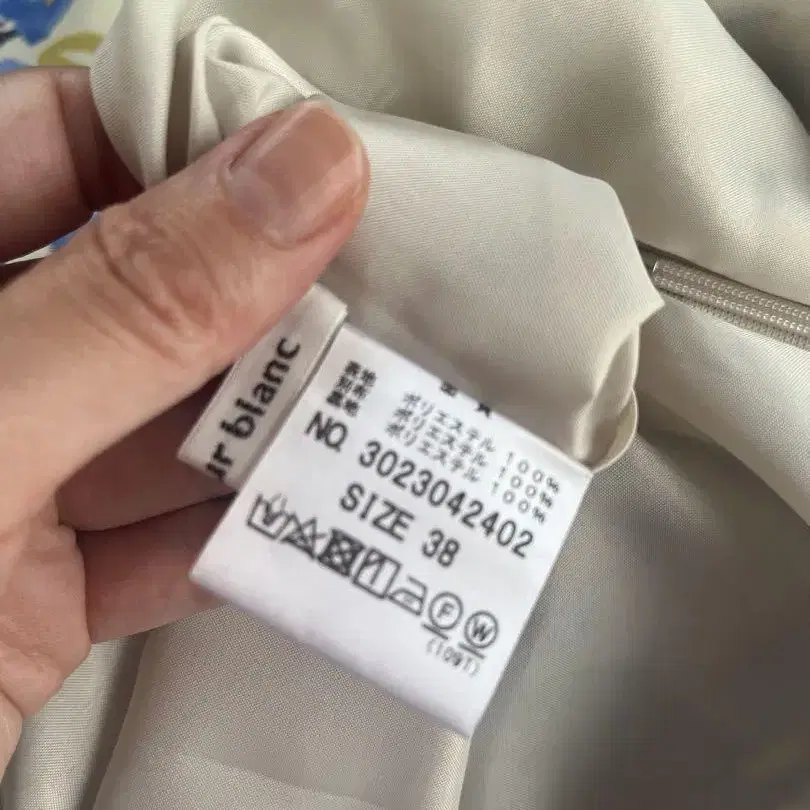 ur blanc
表地 ポリエステル 100%
別布 ポリエステル 100%
裏地 ポリエステル 100%
NO. 3023042402
SIZE 38
F W
(109T)